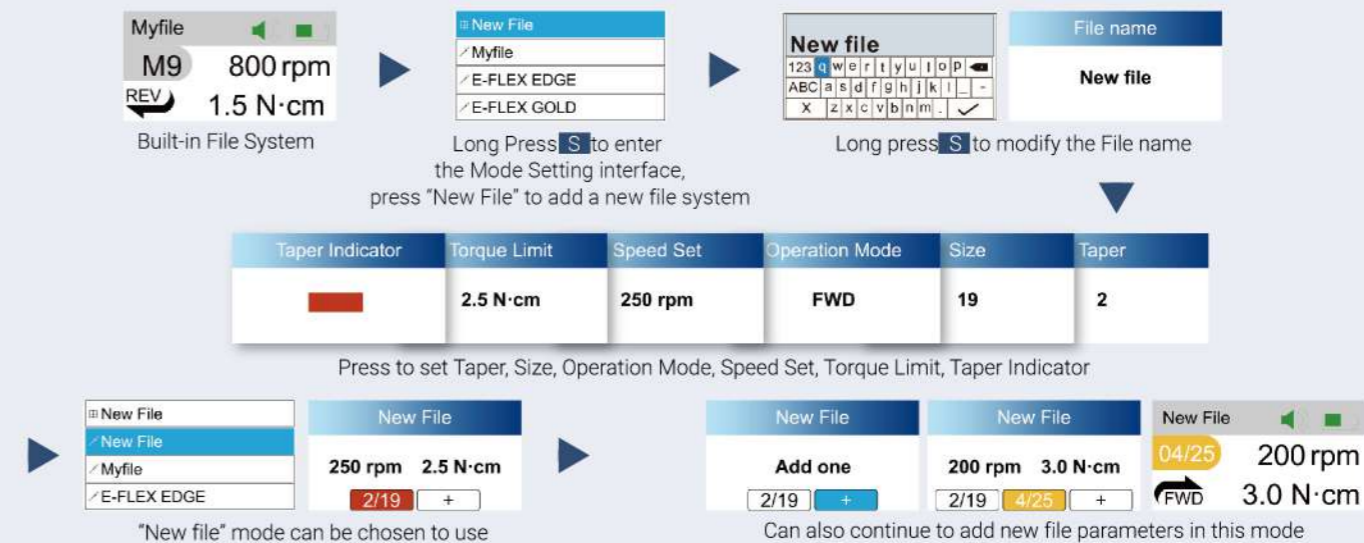 Myfile
M9
800 rpm
REV
1.5 N·cm
Built-in File System
New File
Myfile
E-FLEX EDGE
E-FLEX GOLD
Long Press S to enter
the Mode Setting interface,
press "New File" to add a new file system
New file
123 q w e r t y u I o p
ABC a s d f g h j k l _ -
X z x c v b n m .
File name
New file
Long press S to modify the File name
Taper Indicator
Torque Limit
2.5 N·cm
Speed Set
250 rpm
Operation Mode
FWD
Size
19
Taper
2
Press to set Taper, Size, Operation Mode, Speed Set, Torque Limit, Taper Indicator
New File
New File
Myfile
E-FLEX EDGE
New File
250 rpm 2.5 N·cm
2/19 +
"New file" mode can be chosen to use
New File
Add one
2/19 +
New File
200 rpm 3.0 N·cm
2/19 4/25 +
New File
04/25
200 rpm
FWD
3.0 N·cm
Can also continue to add new file parameters in this mode